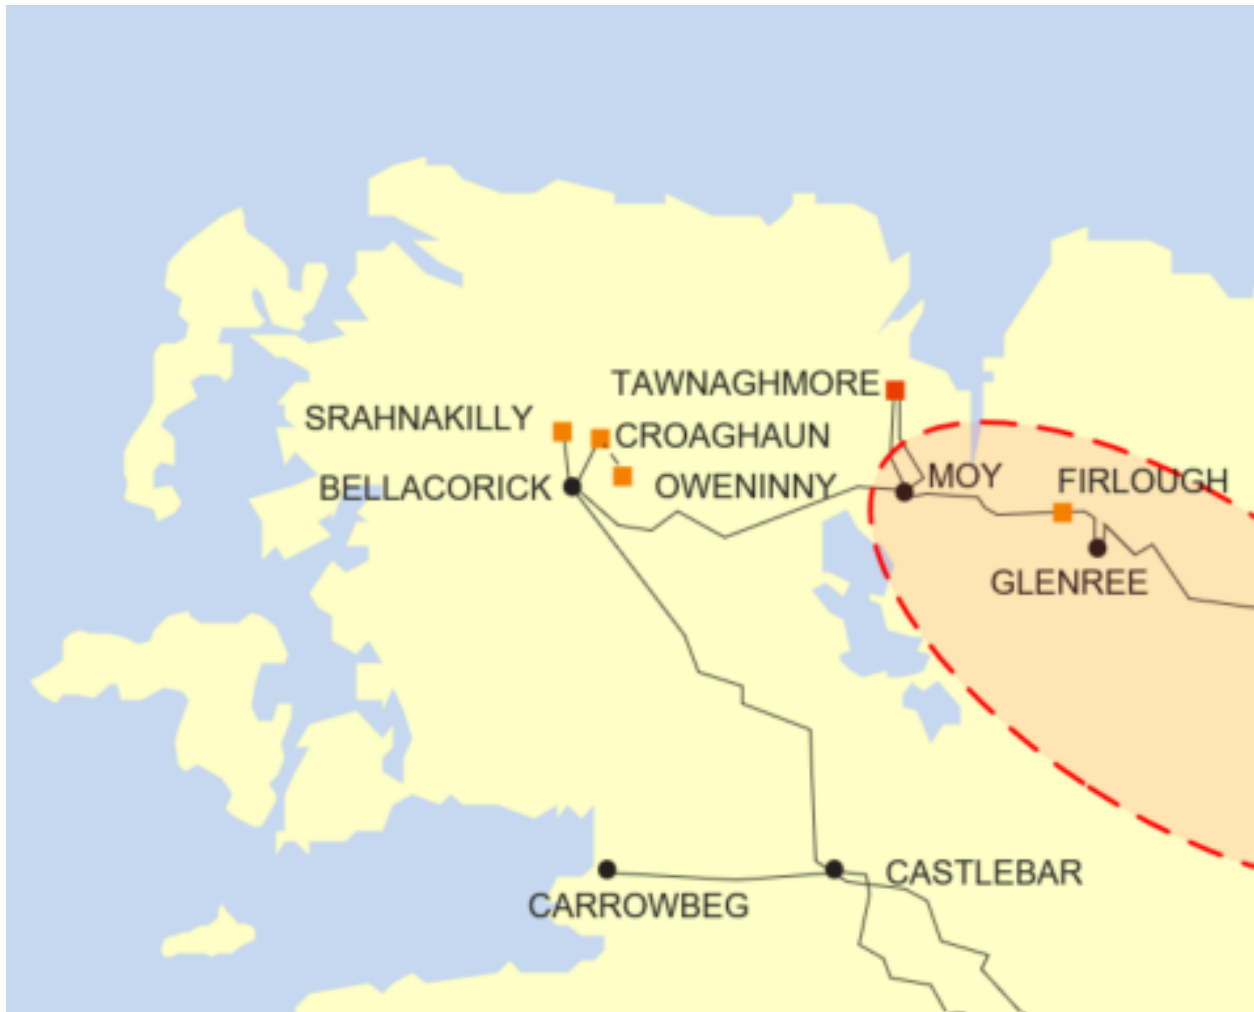 TAWNAGHMORE
SRAHNAKILLY
CROAGHAUN
BELLACORICK
OWENINNY
MOY
FIRLOUGH
GLENREE
CASTLEBAR
CARROWBEG